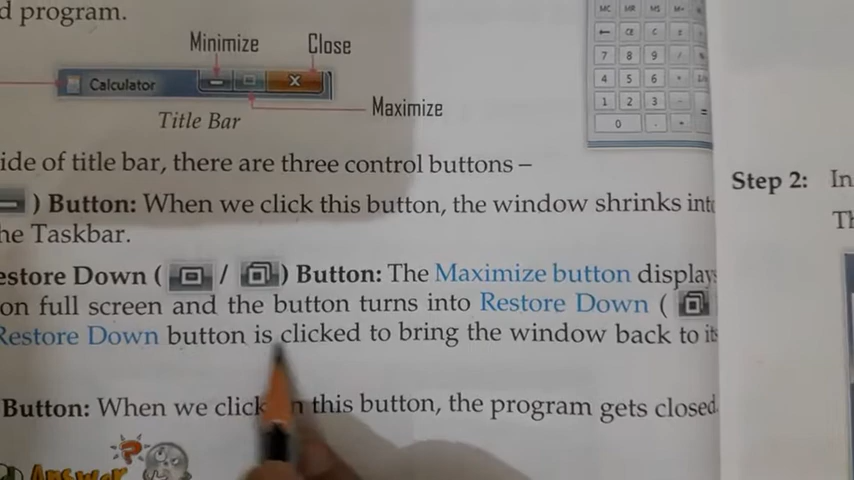 d program.
Minimize
Close
Calculator
Maximize
Title Bar
MC MR MS M-
← CE C ±
7 8 9 / %
4 5 6 *
1 2 3 - =
0 . +
ide of title bar, there are three control buttons –
) Button: When we click this button, the window shrinks into
he Taskbar.
estore Down ( / ) Button: The Maximize button display
on full screen and the button turns into Restore Down (
Restore Down button is clicked to bring the window back to it
Button: When we click this button, the program gets closed
Answer
Step 2: In
Th